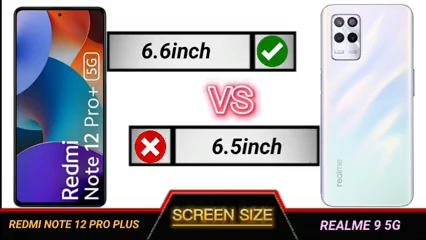 6.6inch
Redmi
Note 12 Pro+ 5G
VS
6.5inch
realme
SCREEN SIZE
REDMI NOTE 12 PRO PLUS
REALME 9 5G